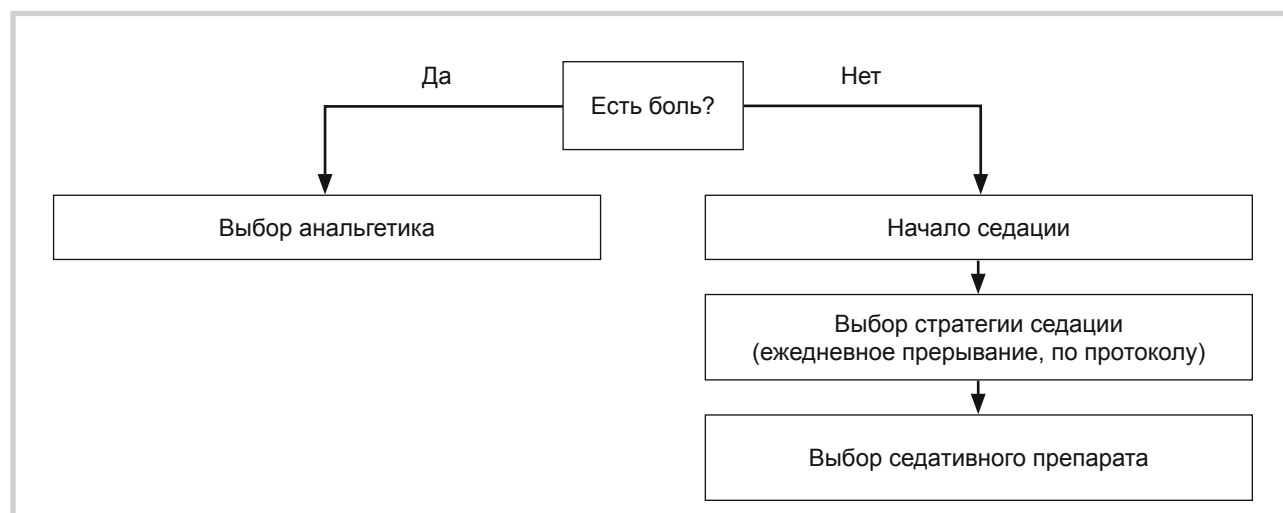 Да
Есть боль?
Нет
Выбор анальгетика
Начало седации
Выбор стратегии седации
(ежедневное прерывание, по протоколу)
Выбор седативного препарата